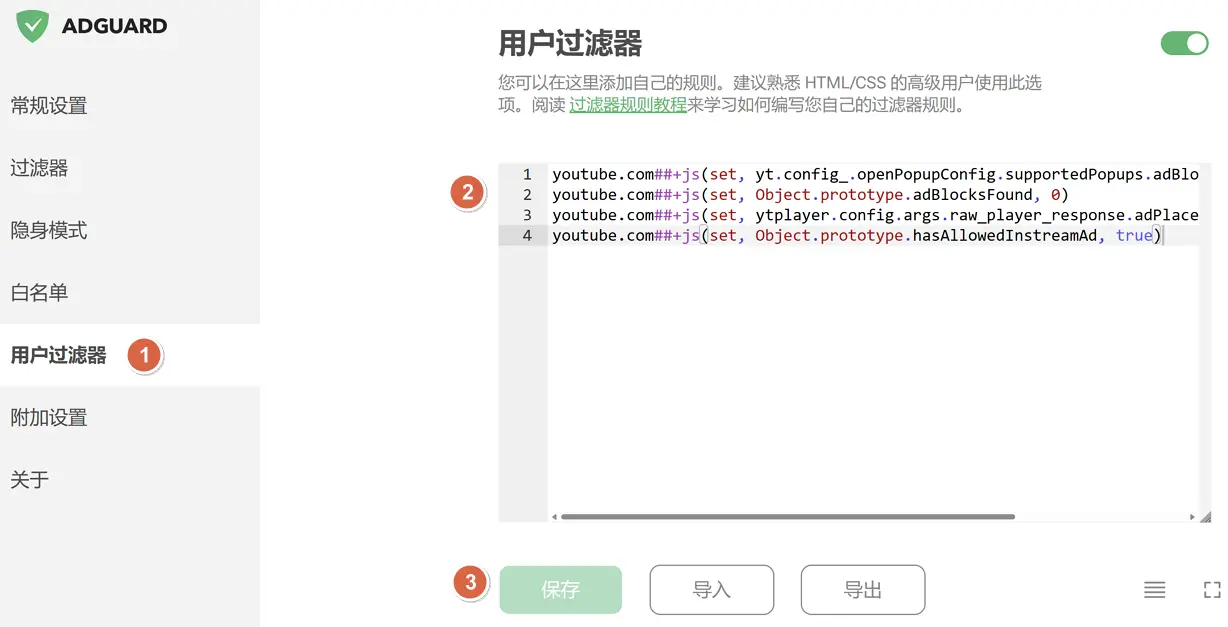 ADGUARD
常规设置
过滤器
隐身模式
白名单
用户过滤器
1
附加设置
关于
用户过滤器
您可以在这里添加自己的规则。建议熟悉 HTML/CSS 的高级用户使用此选
项。阅读 过滤器规则教程来学习如何编写您自己的过滤器规则。
2
1 youtube.com##+js(set, yt.config_.openPopupConfig.supportedPopups.adBlo
2 youtube.com##+js(set, Object.prototype.adBlocksFound, 0)
3 youtube.com##+js(set, ytplayer.config.args.raw_player_response.adPlace
4 youtube.com##+js(set, Object.prototype.hasAllowedInstreamAd, true)
3
保存
导入
导出